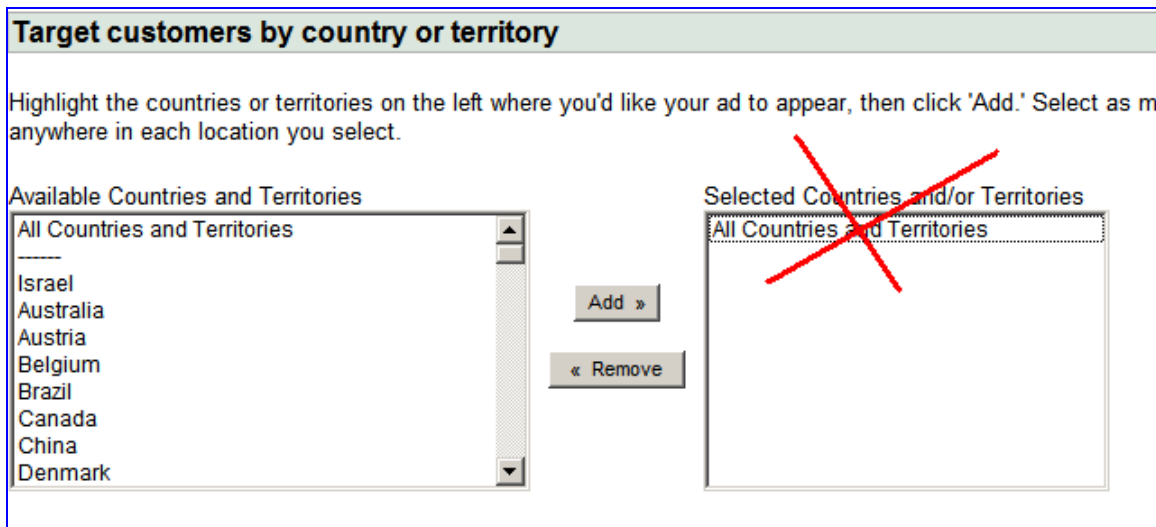 Target customers by country or territory
Highlight the countries or territories on the left where you'd like your ad to appear, then click 'Add.' Select as m
anywhere in each location you select.
Available Countries and Territories
All Countries and Territories
------
Israel
Australia
Austria
Belgium
Brazil
Canada
China
Denmark
Add »
« Remove
Selected Countries and/or Territories
All Countries and Territories